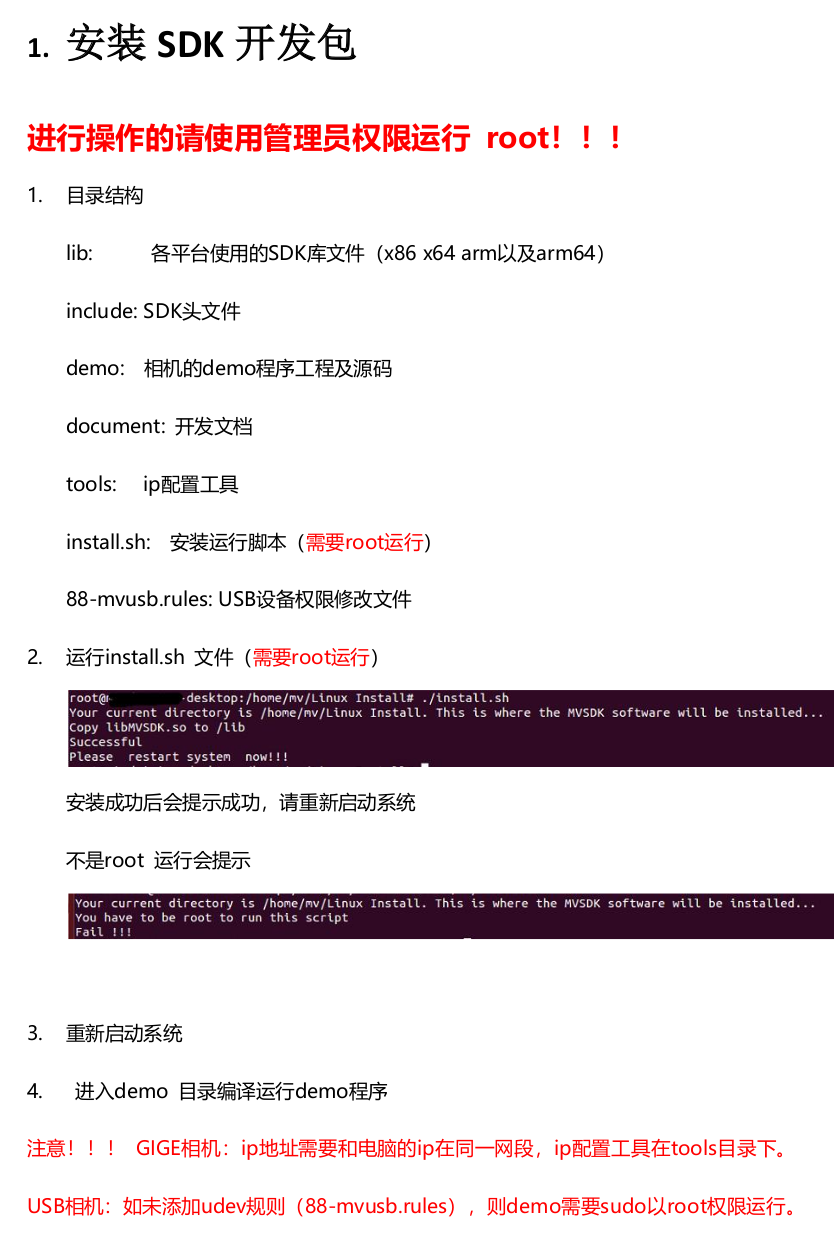 1. 安装 SDK 开发包
进行操作的请使用管理员权限运行 root！！！
1. 目录结构
lib: 各平台使用的SDK库文件（x86 x64 arm以及arm64）
include: SDK头文件
demo: 相机的demo程序工程及源码
document: 开发文档
tools: ip配置工具
install.sh: 安装运行脚本（需要root运行）
88-mvusb.rules: USB设备权限修改文件
2. 运行install.sh 文件（需要root运行）
root@ -desktop:/home/mv/Linux Install# ./install.sh
Your current directory is /home/mv/Linux Install. This is where the MVSDK software will be installed...
Copy libMVSDK.so to /lib
Successful
Please restart system now!!!
安装成功后会提示成功，请重新启动系统
不是root 运行会提示
Your current directory is /home/mv/Linux Install. This is where the MVSDK software will be installed...
You have to be root to run this script
Fail !!!
3. 重新启动系统
4. 进入demo 目录编译运行demo程序
注意！！！ GIGE相机：ip地址需要和电脑的ip在同一网段，ip配置工具在tools目录下。
USB相机：如未添加udev规则（88-mvusb.rules），则demo需要sudo以root权限运行。